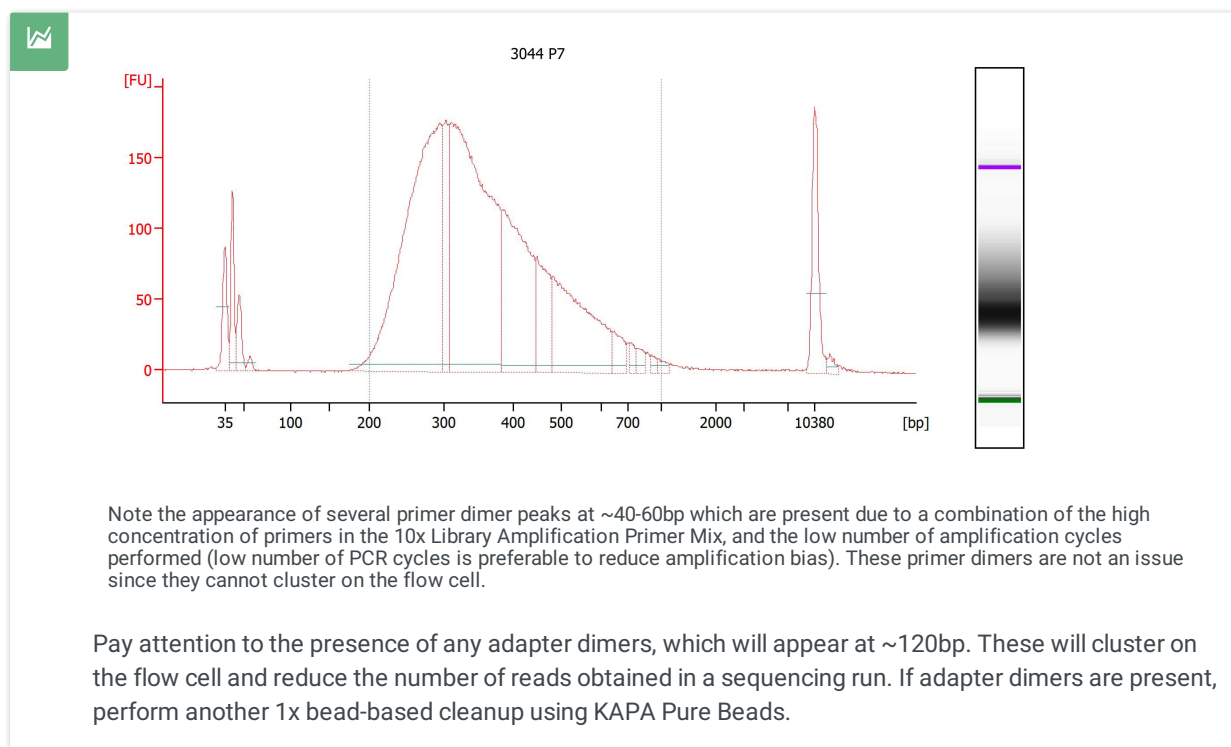 3044 P7
[FU]
150
100
50
0
35 100 200 300 400 500 700 2000 10380 [bp]
Note the appearance of several primer dimer peaks at ~40-60bp which are present due to a combination of the high
concentration of primers in the 10x Library Amplification Primer Mix, and the low number of amplification cycles
performed (low number of PCR cycles is preferable to reduce amplification bias). These primer dimers are not an issue
since they cannot cluster on the flow cell.
Pay attention to the presence of any adapter dimers, which will appear at ~120bp. These will cluster on
the flow cell and reduce the number of reads obtained in a sequencing run. If adapter dimers are present,
perform another 1x bead-based cleanup using KAPA Pure Beads.